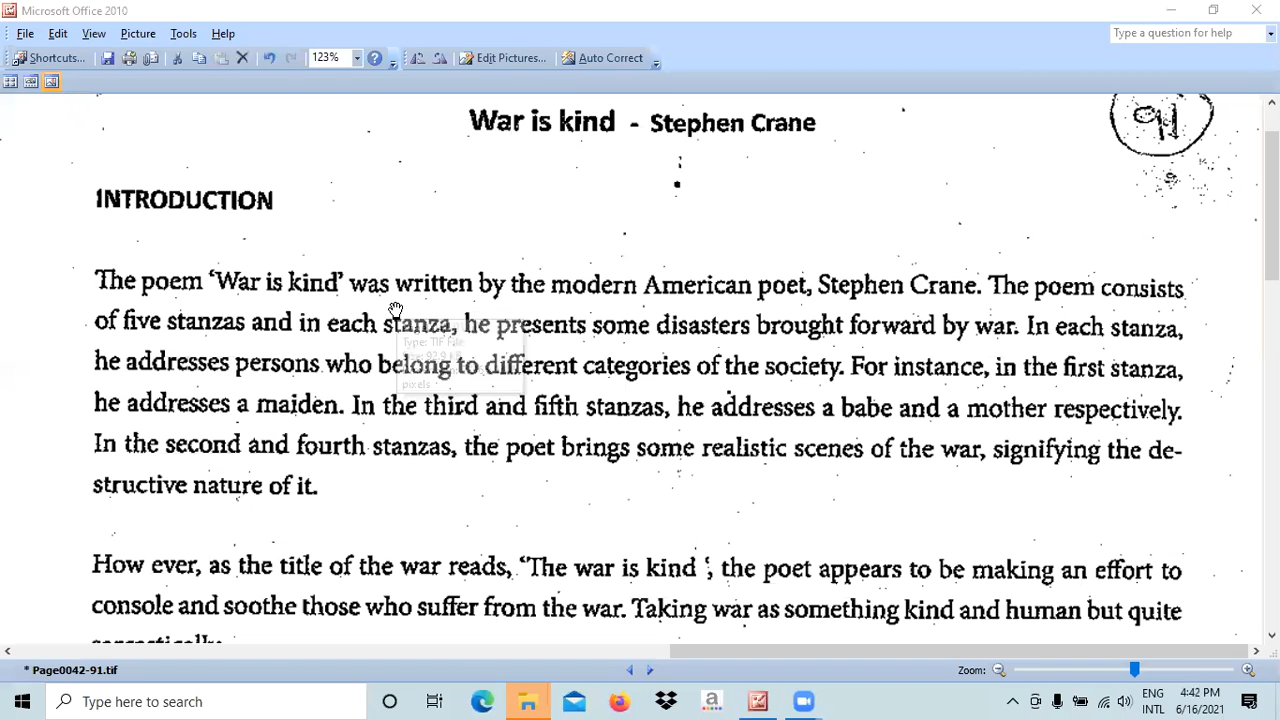 Microsoft Office 2010
File Edit View Picture Tools Help
Type a question for help
Shortcuts... 123% Edit Pictures... Auto Correct
War is kind - Stephen Crane
91
INTRODUCTION
The poem ‘War is kind’ was written by the modern American poet, Stephen Crane. The poem consists
of five stanzas and in each stanza, he presents some disasters brought forward by war. In each stanza,
he addresses persons who belong to different categories of the society. For instance, in the first stanza,
he addresses a maiden. In the third and fifth stanzas, he addresses a babe and a mother respectively.
In the second and fourth stanzas, the poet brings some realistic scenes of the war, signifying the de-
structive nature of it.
Type: TIF File
pixels
How ever, as the title of the war reads, ‘The war is kind ‘, the poet appears to be making an effort to
console and soothe those who suffer from the war. Taking war as something kind and human but quite
sarcastically.
* Page0042-91.tif
Zoom:
Type here to search
ENG
INTL
4:42 PM
6/16/2021